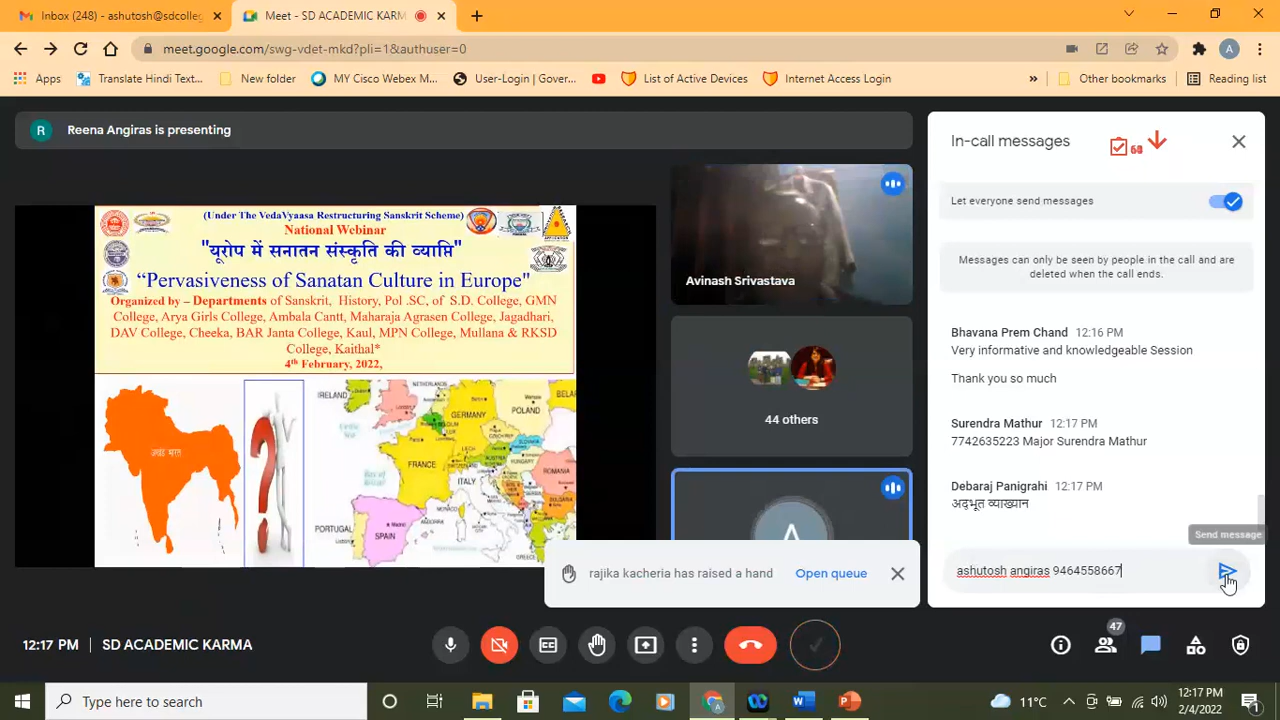 Inbox (248) - ashutosh@sdcolleg
Meet - SD ACADEMIC KARMA
meet.google.com/swg-vdet-mkd?pli=1&authuser=0
A
Apps
Translate Hindi Text...
New folder
MY Cisco Webex M...
User-Login | Gover...
List of Active Devices
Internet Access Login
»
Other bookmarks
Reading list
R
Reena Angiras is presenting
(Under The VedaVyaasa Restructuring Sanskrit Scheme)
National Webinar
"यूरोप में सनातन संस्कृति की व्याप्ति"
“Pervasiveness of Sanatan Culture in Europe"
Organized by – Departments of Sanskrit, History, Pol .SC, of S.D. College, GMN
College, Arya Girls College, Ambala Cantt, Maharaja Agrasen College, Jagadhari,
DAV College, Cheeka, BAR Janta College, Kaul, MPN College, Mullana & RKSD
College, Kaithal*
4th February, 2022,
IRELAND
NETHERLANDS
London
GERMANY
POLAND
BELA
FRANCE
AUSTRIA
ITALY
ROMANIA
PORTUGAL
SPAIN
GREECE
Avinash Srivastava
44 others
A
rajika kacheria has raised a hand
Open queue
In-call messages
Let everyone send messages
Messages can only be seen by people in the call and are
deleted when the call ends.
Bhavana Prem Chand 12:16 PM
Very informative and knowledgeable Session
Thank you so much
Surendra Mathur 12:17 PM
7742635223 Major Surendra Mathur
Debaraj Panigrahi 12:17 PM
अद्भूत व्याख्यान
Send message
ashutosh angiras 9464558667
12:17 PM
SD ACADEMIC KARMA
47
Type here to search
11°C
12:17 PM
2/4/2022
1